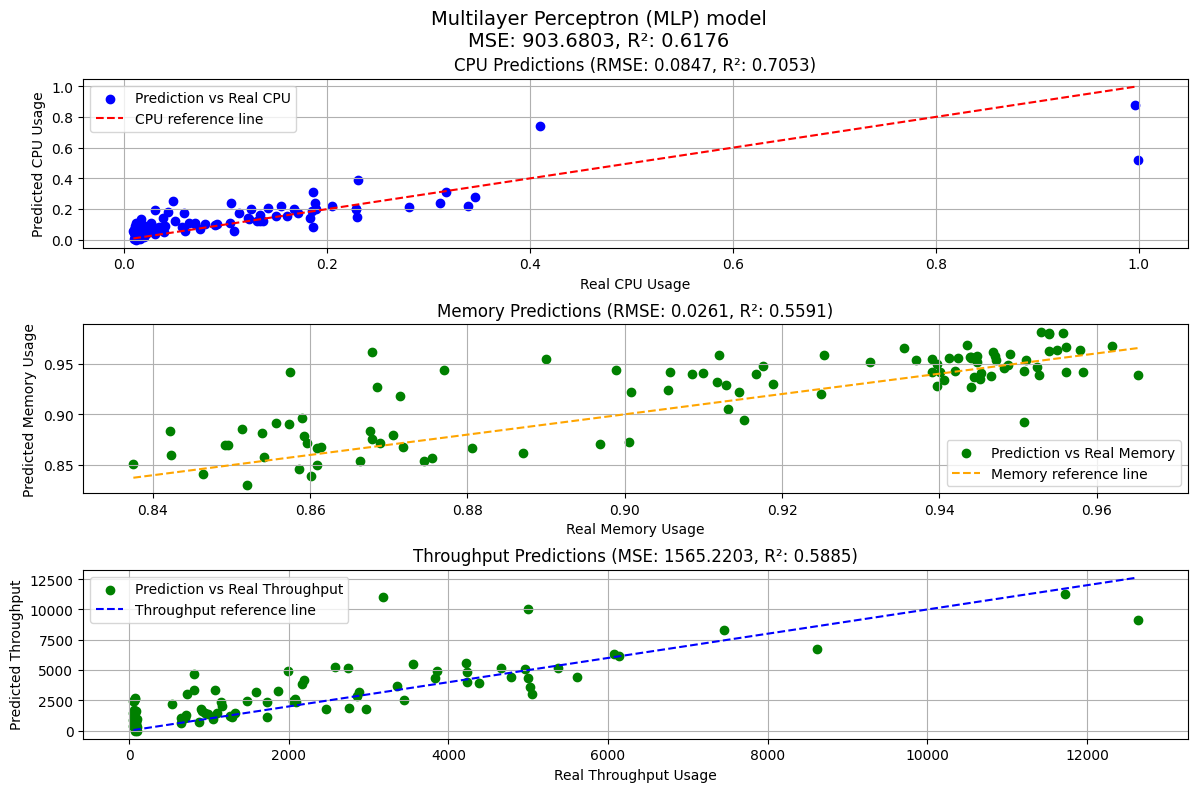 Multilayer Perceptron (MLP) model
MSE: 903.6803, R²: 0.6176
CPU Predictions (RMSE: 0.0847, R²: 0.7053)
Predicted CPU Usage
1.0
0.8
0.6
0.4
0.2
0.0
Prediction vs Real CPU
CPU reference line
0.0 0.2 0.4 0.6 0.8 1.0
Real CPU Usage
Memory Predictions (RMSE: 0.0261, R²: 0.5591)
Predicted Memory Usage
0.95
0.90
0.85
Prediction vs Real Memory
Memory reference line
0.84 0.86 0.88 0.90 0.92 0.94 0.96
Real Memory Usage
Throughput Predictions (MSE: 1565.2203, R²: 0.5885)
Predicted Throughput
12500
10000
7500
5000
2500
0
Prediction vs Real Throughput
Throughput reference line
0 2000 4000 6000 8000 10000 12000
Real Throughput Usage